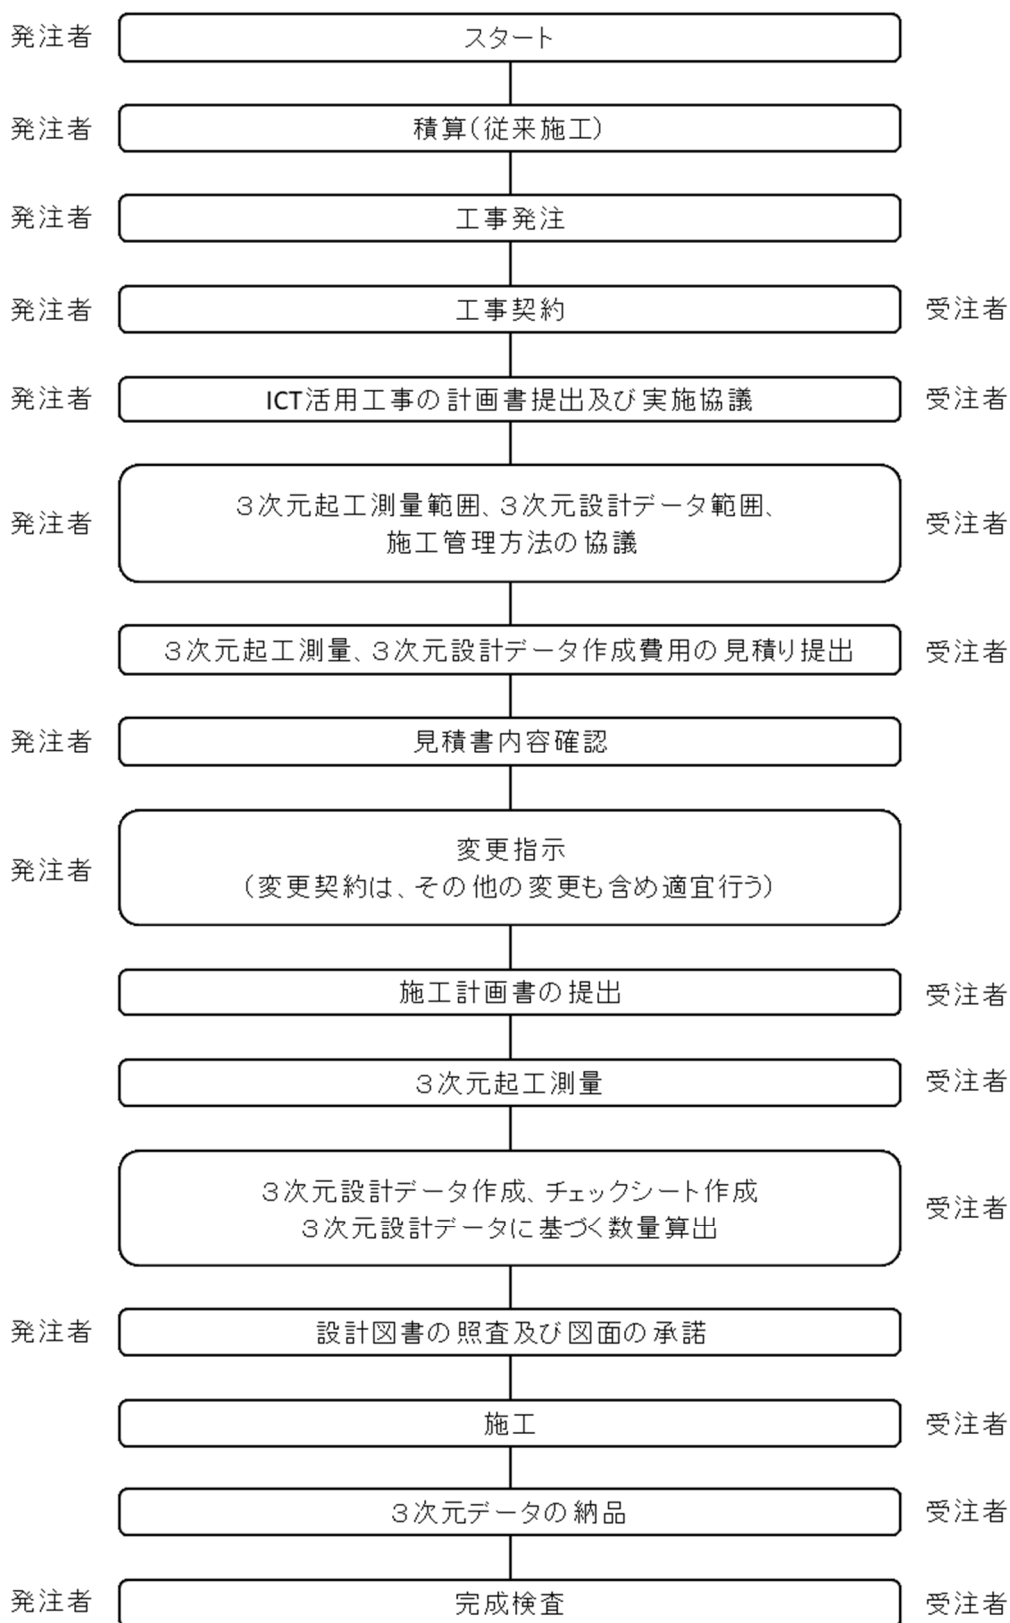 発注者 スタート
発注者 積算(従来施工)
発注者 工事発注
発注者 工事契約 受注者
発注者 ICT活用工事の計画書提出及び実施協議 受注者
３次元起工測量範囲、３次元設計データ範囲、
発注者 施工管理方法の協議 受注者
３次元起工測量、３次元設計データ作成費用の見積り提出 受注者
発注者 見積書内容確認
変更指示
発注者 (変更契約は、その他の変更も含め適宜行う)
施工計画書の提出 受注者
３次元起工測量 受注者
３次元設計データ作成、チェックシート作成
３次元設計データに基づく数量算出 受注者
発注者 設計図書の照査及び図面の承諾
施工 受注者
３次元データの納品 受注者
発注者 完成検査 受注者